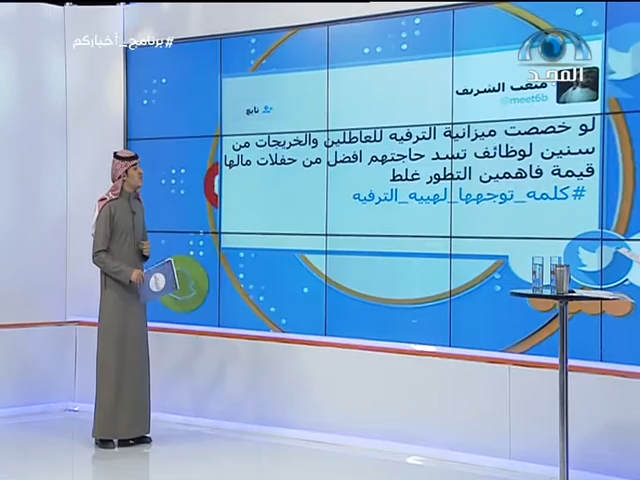 #برنامج_أخباركم
المجد
متعب الشريف
@meet6b
تابع
لو خصصت ميزانية الترفيه للعاطلين والخريجات من
سنين لوظائف تسد حاجتهم افضل من حفلات مالها
قيمة فاهمين التطور غلط
#كلمه_توجهها_لهييه_الترفيه